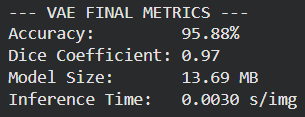 --- VAE FINAL METRICS ---
Accuracy: 95.88%
Dice Coefficient: 0.97
Model Size: 13.69 MB
Inference Time: 0.0030 s/img